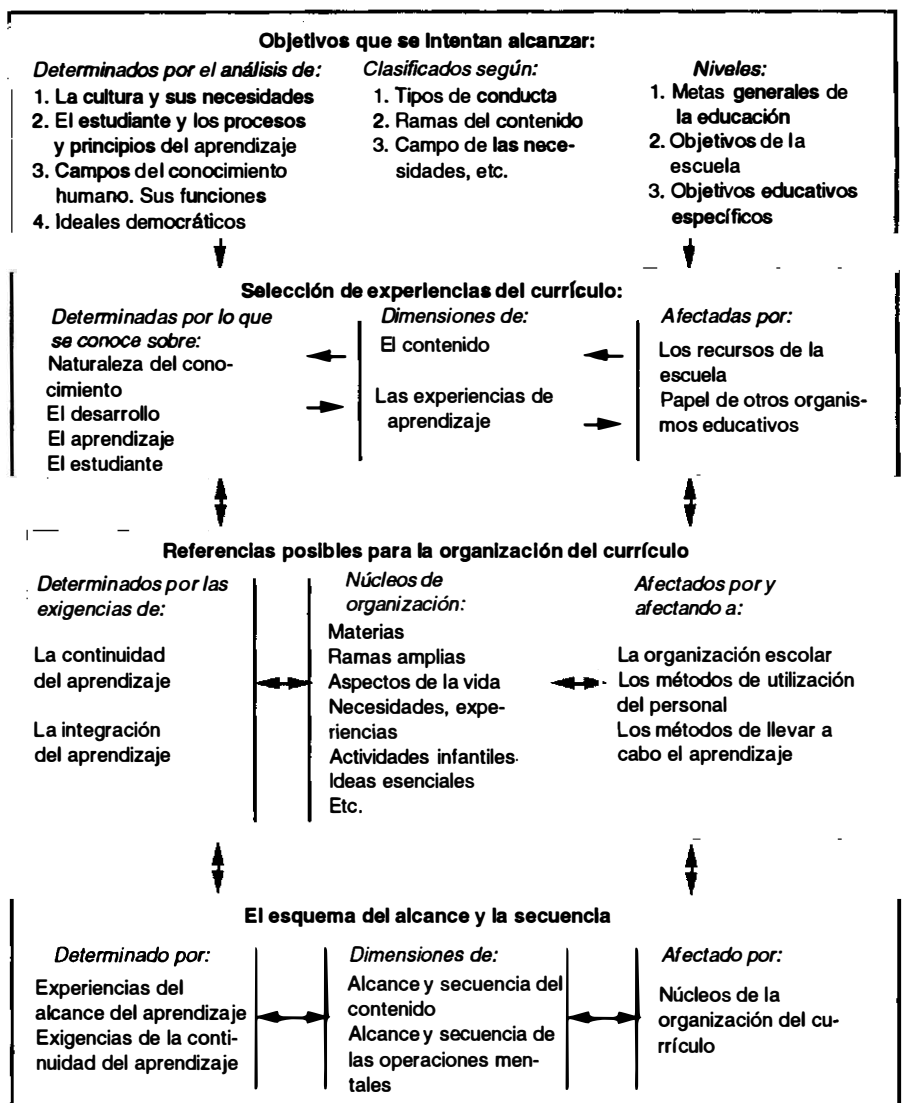 Objetivos que se intentan alcanzar:
Determinados por el análisis de:
1. La cultura y sus necesidades
2. El estudiante y los procesos
y principios del aprendizaje
3. Campos del conocimiento
humano. Sus funciones
4. Ideales democráticos
Clasificados según:
1. Tipos de conducta
2. Ramas del contenido
3. Campo de las nece-
sidades, etc.
Niveles:
1. Metas generales de
la educación
2. Objetivos de la
escuela
3. Objetivos educativos
específicos
Selección de experiencias del currículo:
Determinadas por lo que
se conoce sobre:
Naturaleza del cono-
cimiento
El desarrollo
El aprendizaje
El estudiante
Dimensiones de:
El contenido
Las experiencias de
aprendizaje
Afectadas por:
Los recursos de la
escuela
Papel de otros organis-
mos educativos
Referencias posibles para la organización del currículo
Determinados por las
exigencias de:
La continuidad
del aprendizaje
La integración
del aprendizaje
Núcleos de
organización:
Materias
Ramas amplias
Aspectos de la vida
Necesidades, expe-
riencias
Actividades infantiles
Ideas esenciales
Etc.
Afectados por y
afectando a:
La organización escolar
Los métodos de utilización
del personal
Los métodos de llevar a
cabo el aprendizaje
El esquema del alcance y la secuencia
Determinado por:
Experiencias del
alcance del aprendizaje
Exigencias de la conti-
nuidad del aprendizaje
Dimensiones de:
Alcance y secuencia del
contenido
Alcance y secuencia de
las operaciones men-
tales
Afectado por:
Núcleos de la
organización del cu-
rrículo